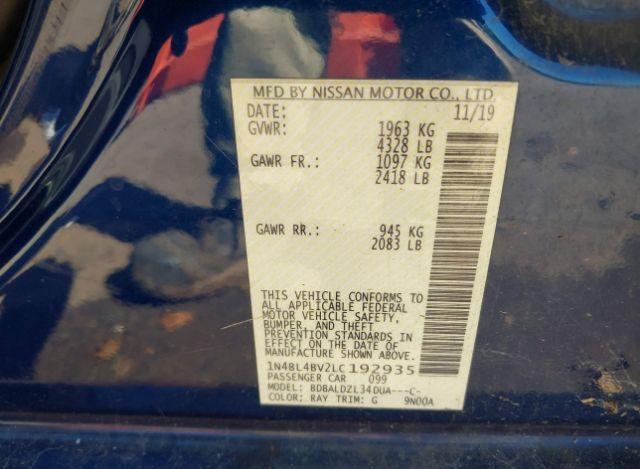 MFD BY NISSAN MOTOR CO., LTD.
DATE: 11/19
GVWR: 1963 KG
4328 LB
GAWR FR.: 1097 KG
2418 LB
GAWR RR.: 945 KG
2083 LB
THIS VEHICLE CONFORMS TO
ALL APPLICABLE FEDERAL
MOTOR VEHICLE SAFETY,
BUMPER, AND THEFT
PREVENTION STANDARDS IN
EFFECT ON THE DATE OF
MANUFACTURE SHOWN ABOVE.
1N4BL4BV2LC192935
PASSENGER CAR 099
MODEL: BDBALDZL34DUA---C-
COLOR: RAY TRIM: G 9N00A